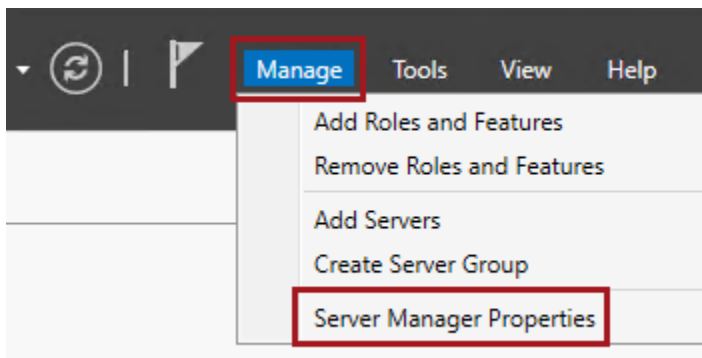 Manage Tools View Help
Add Roles and Features
Remove Roles and Features
Add Servers
Create Server Group
Server Manager Properties